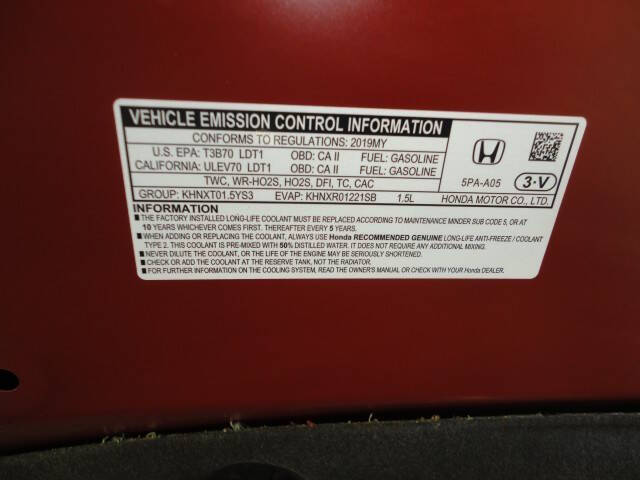 VEHICLE EMISSION CONTROL INFORMATION
CONFORMS TO REGULATIONS: 2019MY
U.S. EPA: T3B70 LDT1 OBD: CA II FUEL: GASOLINE
CALIFORNIA: ULEV70 LDT1 OBD: CA II FUEL: GASOLINE
TWC, WR-HO2S, HO2S, DFI, TC, CAC
5PA-A05 3-V
GROUP: KHNXT01.5YS3 EVAP: KHNXR01221SB 1.5L HONDA MOTOR CO., LTD.
INFORMATION
■ THE FACTORY INSTALLED LONG-LIFE COOLANT MUST BE REPLACED ACCORDING TO MAINTENANCE MINDER SUB CODE 5, OR AT
10 YEARS WHICHEVER COMES FIRST. THEREAFTER EVERY 5 YEARS.
■ WHEN ADDING OR REPLACING COOLANT, ALWAYS USE Honda RECOMMENDED GENUINE LONG-LIFE ANTI-FREEZE / COOLANT
TYPE 2. THIS COOLANT IS PRE-MIXED WITH 50% DISTILLED WATER. IT DOES NOT REQUIRE ANY ADDITIONAL MIXING.
■ NEVER DILUTE THE COOLANT, OR THE LIFE OF THE ENGINE MAY BE SERIOUSLY SHORTENED.
■ CHECK OR ADD THE COOLANT AT THE RESERVE TANK, NOT THE RADIATOR.
■ FOR FURTHER INFORMATION ON THE COOLING SYSTEM, READ THE OWNER'S MANUAL OR CHECK WITH YOUR Honda DEALER.